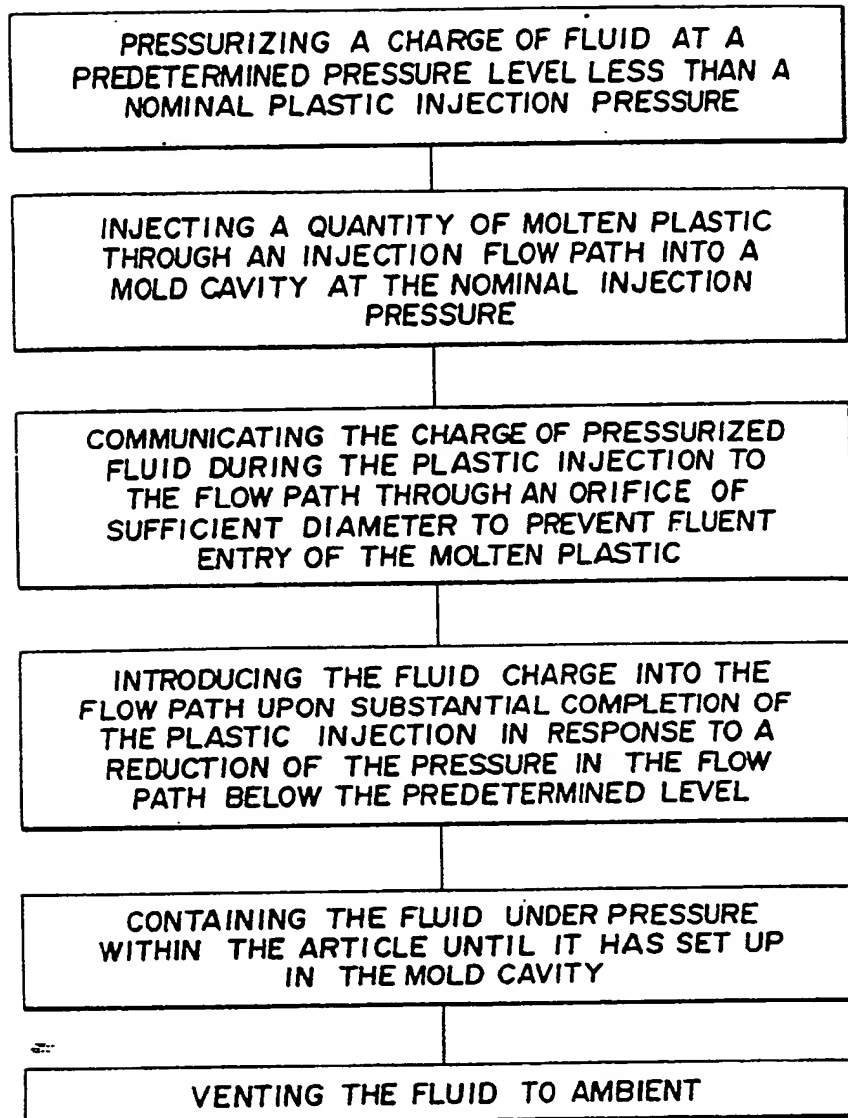 PRESSURIZING A CHARGE OF FLUID AT A
PREDETERMINED PRESSURE LEVEL LESS THAN A
NOMINAL PLASTIC INJECTION PRESSURE
INJECTING A QUANTITY OF MOLTEN PLASTIC
THROUGH AN INJECTION FLOW PATH INTO A
MOLD CAVITY AT THE NOMINAL INJECTION
PRESSURE
COMMUNICATING THE CHARGE OF PRESSURIZED
FLUID DURING THE PLASTIC INJECTION TO
THE FLOW PATH THROUGH AN ORIFICE OF
SUFFICIENT DIAMETER TO PREVENT FLUENT
ENTRY OF THE MOLTEN PLASTIC
INTRODUCING THE FLUID CHARGE INTO THE
FLOW PATH UPON SUBSTANTIAL COMPLETION OF
THE PLASTIC INJECTION IN RESPONSE TO A
REDUCTION OF THE PRESSURE IN THE FLOW
PATH BELOW THE PREDETERMINED LEVEL
CONTAINING THE FLUID UNDER PRESSURE
WITHIN THE ARTICLE UNTIL IT HAS SET UP
IN THE MOLD CAVITY
VENTING THE FLUID TO AMBIENT